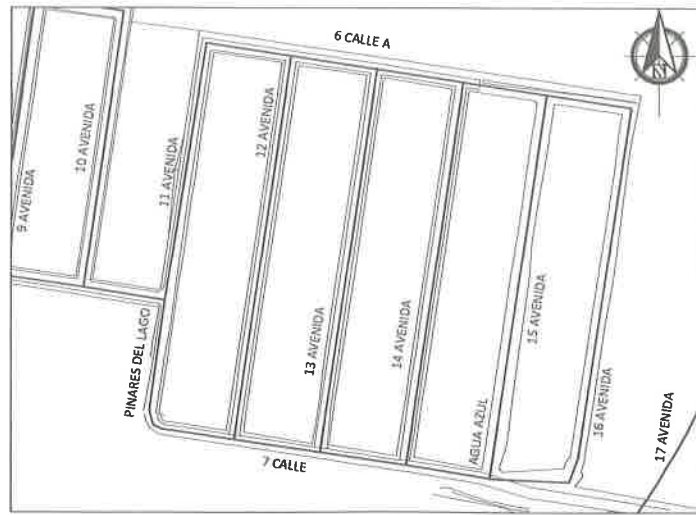 6 CALLE A
N
9 AVENIDA
10 AVENIDA
11 AVENIDA
12 AVENIDA
13 AVENIDA
14 AVENIDA
15 AVENIDA
16 AVENIDA
17 AVENIDA
PINARES DEL LAGO
AGUA AZUL
7 CALLE